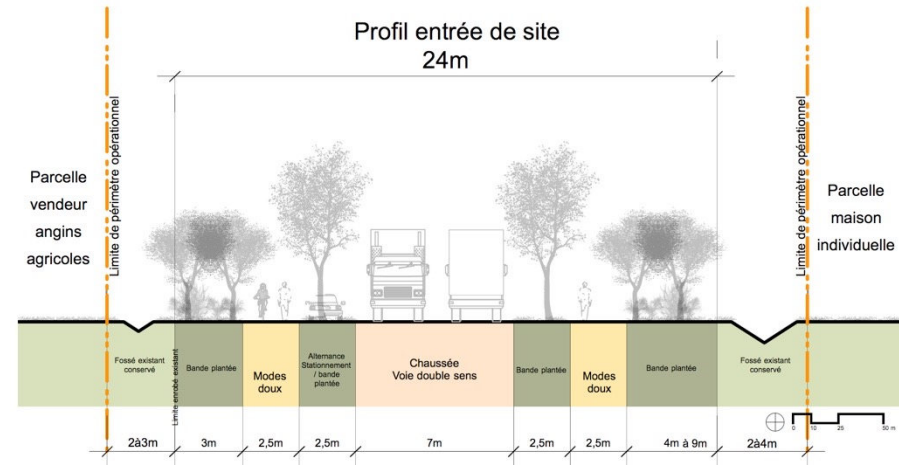 Profil entrée de site
24m
Limite de périmètre opérationnel
Limite de périmètre opérationnel
Parcelle
vendeur
angins
agricoles
Parcelle
maison
individuelle
Fossé existant
conservé
Limite enrobé existant
Bande plantée
Modes
doux
Alternance
Stationnement
/ bande
plantée
Chaussée
Voie double sens
Bande plantée
Modes
doux
Bande plantée
Fossé existant
conservé
2à3m
3m
2,5m
2,5m
7m
2,5m
2,5m
4m à 9m
2à4m
0 10 25 50 m